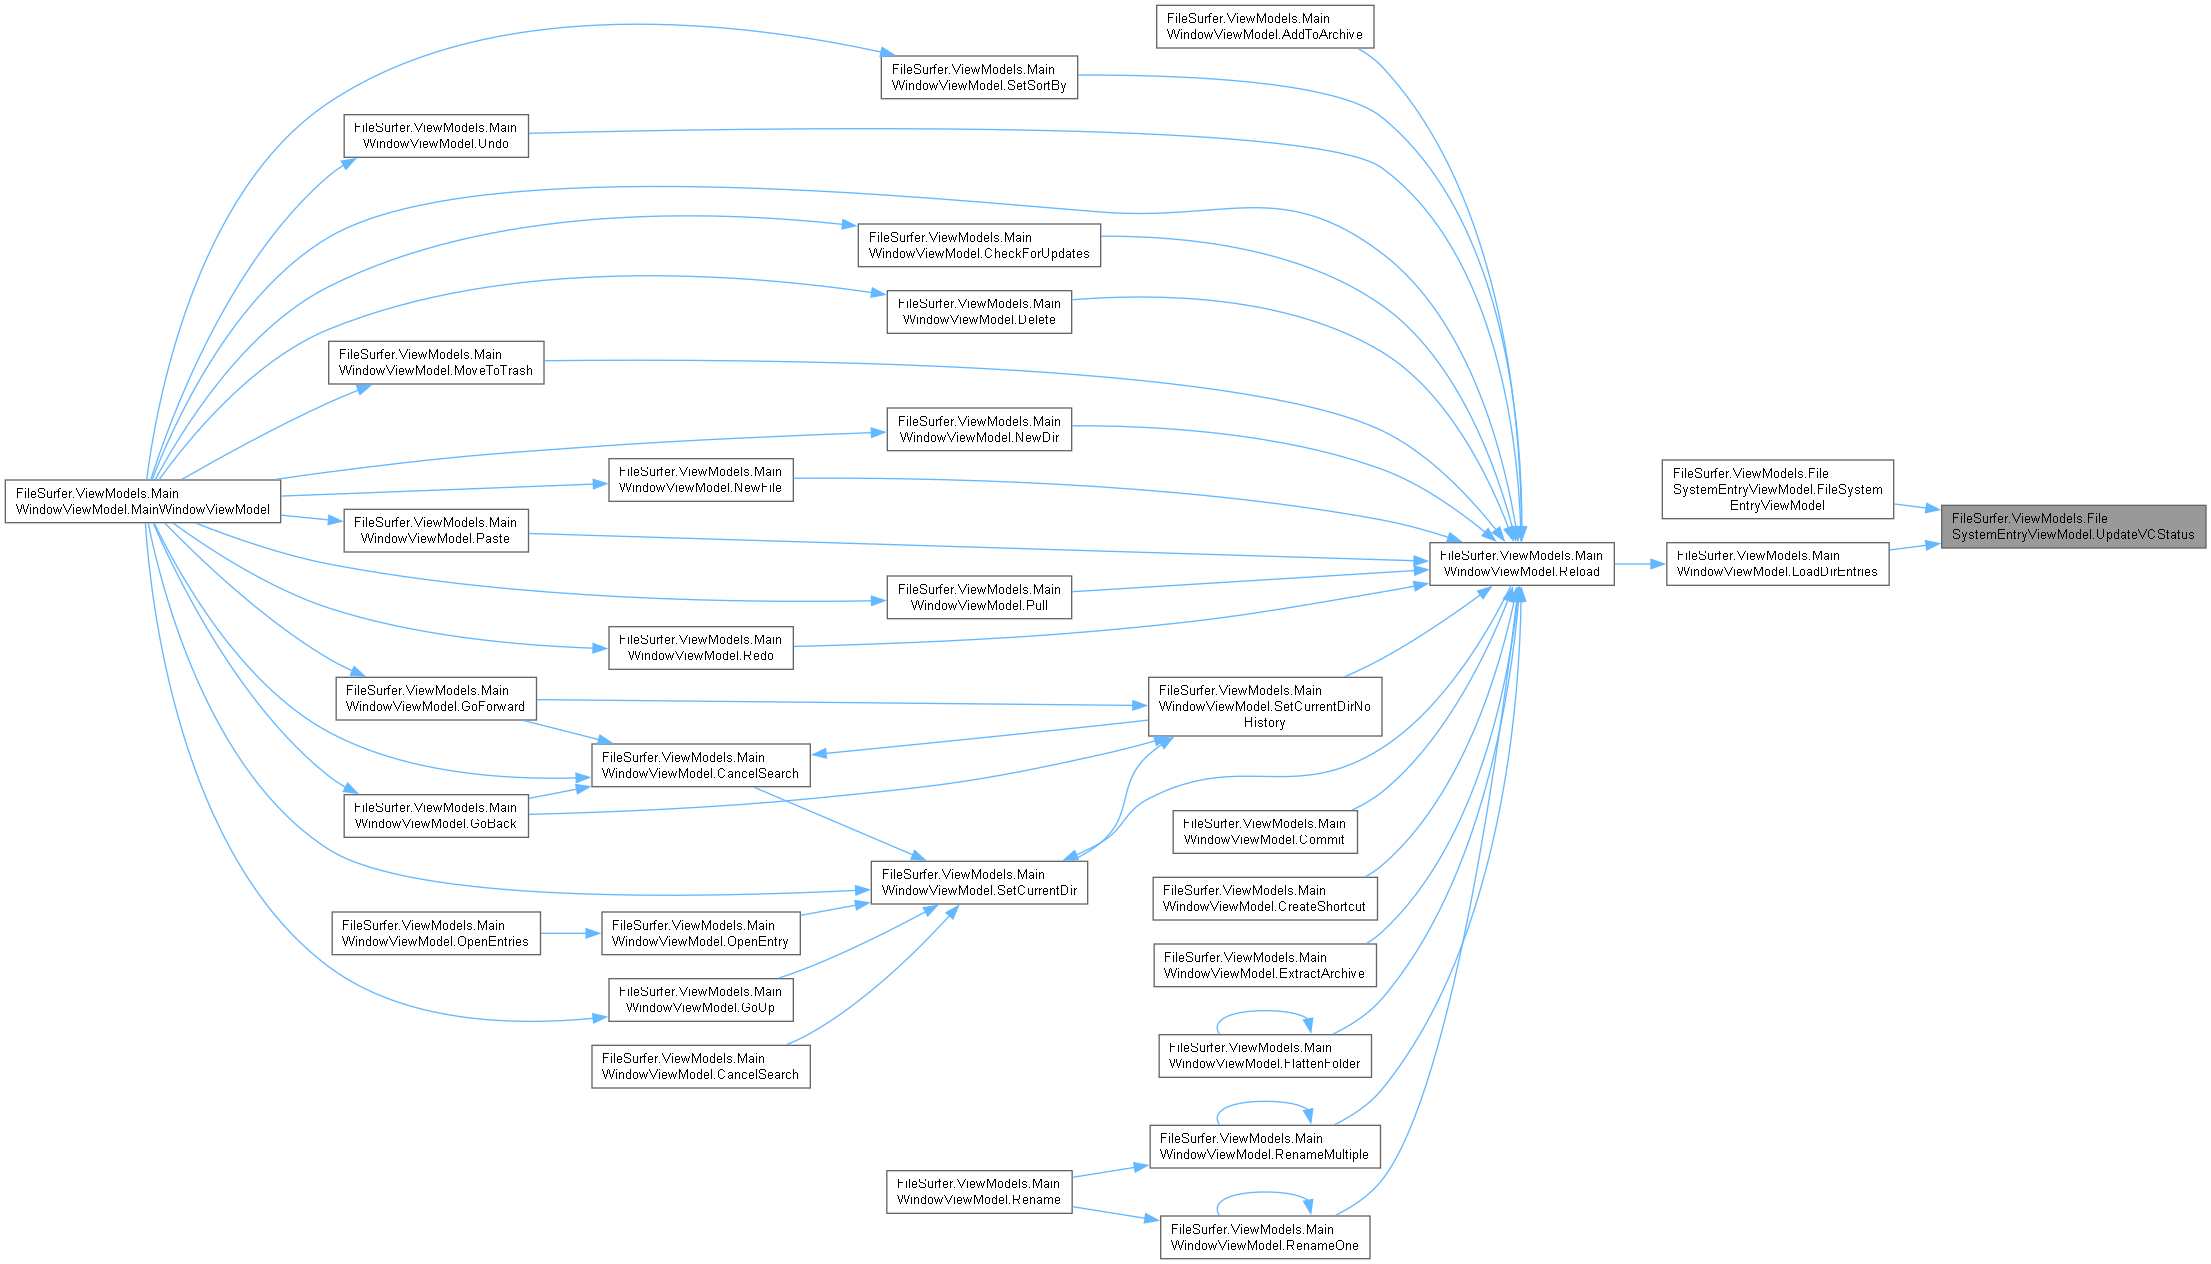 FileSurfer.ViewModels.Main
WindowViewModel.AddToArchive
FileSurfer.ViewModels.Main
WindowViewModel.SetSortBy
FileSurfer.ViewModels.Main
WindowViewModel.Undo
FileSurfer.ViewModels.Main
WindowViewModel.CheckForUpdates
FileSurfer.ViewModels.Main
WindowViewModel.Delete
FileSurfer.ViewModels.Main
WindowViewModel.MoveToTrash
FileSurfer.ViewModels.Main
WindowViewModel.NewDir
FileSurfer.ViewModels.Main
WindowViewModel.NewFile
FileSurfer.ViewModels.Main
WindowViewModel.MainWindowViewModel
FileSurfer.ViewModels.Main
WindowViewModel.Paste
FileSurfer.ViewModels.File
SystemEntryViewModel.FileSystem
EntryViewModel
FileSurfer.ViewModels.File
SystemEntryViewModel.UpdateVCStatus
FileSurfer.ViewModels.Main
WindowViewModel.Reload
FileSurfer.ViewModels.Main
WindowViewModel.LoadDirEntries
FileSurfer.ViewModels.Main
WindowViewModel.Pull
FileSurfer.ViewModels.Main
WindowViewModel.Redo
FileSurfer.ViewModels.Main
WindowViewModel.GoForward
FileSurfer.ViewModels.Main
WindowViewModel.SetCurrentDirNo
History
FileSurfer.ViewModels.Main
WindowViewModel.CancelSearch
FileSurfer.ViewModels.Main
WindowViewModel.GoBack
FileSurfer.ViewModels.Main
WindowViewModel.Commit
FileSurfer.ViewModels.Main
WindowViewModel.SetCurrentDir
FileSurfer.ViewModels.Main
WindowViewModel.CreateShortcut
FileSurfer.ViewModels.Main
WindowViewModel.OpenEntries
FileSurfer.ViewModels.Main
WindowViewModel.OpenEntry
FileSurfer.ViewModels.Main
WindowViewModel.ExtractArchive
FileSurfer.ViewModels.Main
WindowViewModel.GoUp
FileSurfer.ViewModels.Main
WindowViewModel.FlattenFolder
FileSurfer.ViewModels.Main
WindowViewModel.CancelSearch
FileSurfer.ViewModels.Main
WindowViewModel.RenameMultiple
FileSurfer.ViewModels.Main
WindowViewModel.Rename
FileSurfer.ViewModels.Main
WindowViewModel.RenameOne